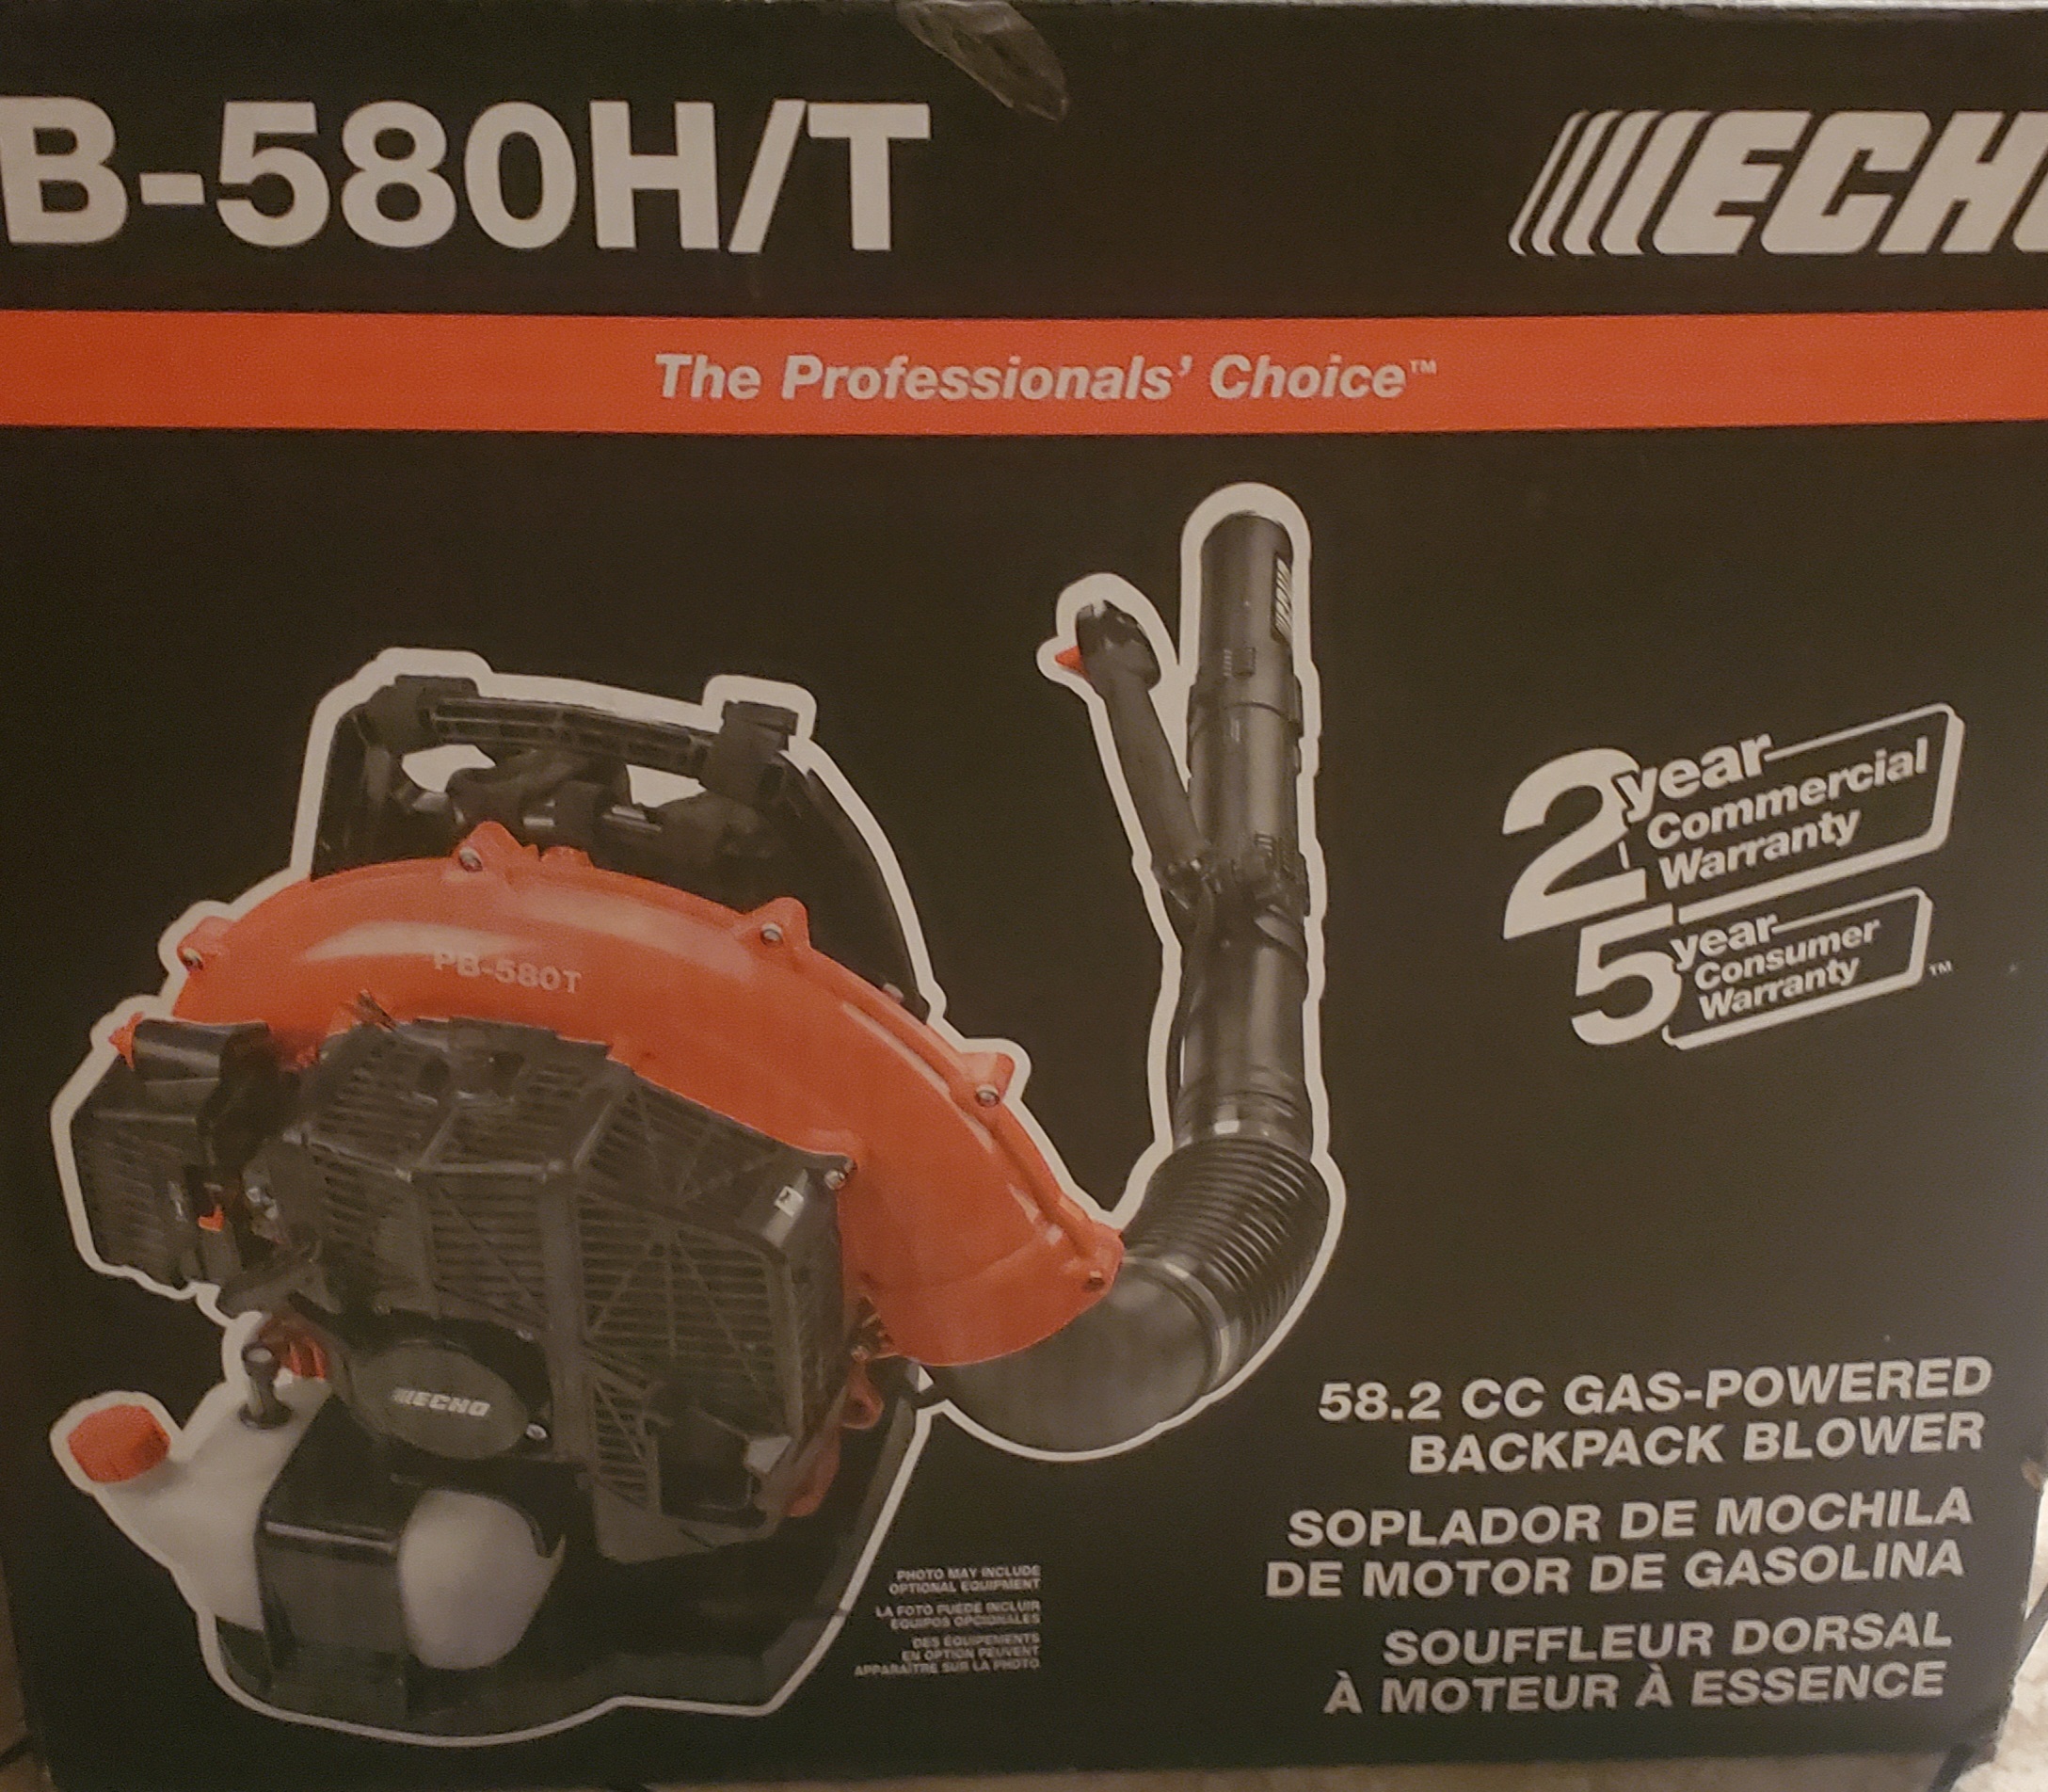 B-580H/T
ECHO
The Professionals' Choice™
ECHO
2 year
Commercial
Warranty
5 year
Consumer
Warranty™
PB-580T
ECHO
58.2 CC GAS-POWERED
BACKPACK BLOWER
SOPLADOR DE MOCHILA
DE MOTOR DE GASOLINA
SOUFFLEUR DORSAL
À MOTEUR À ESSENCE
PHOTO MAY INCLUDE
OPTIONAL EQUIPMENT
LA FOTO PUEDE INCLUIR
EQUIPOS OPCIONALES
DES ÉQUIPEMENTS
EN OPTION PEUVENT
APPARAÎTRE SUR LA PHOTO